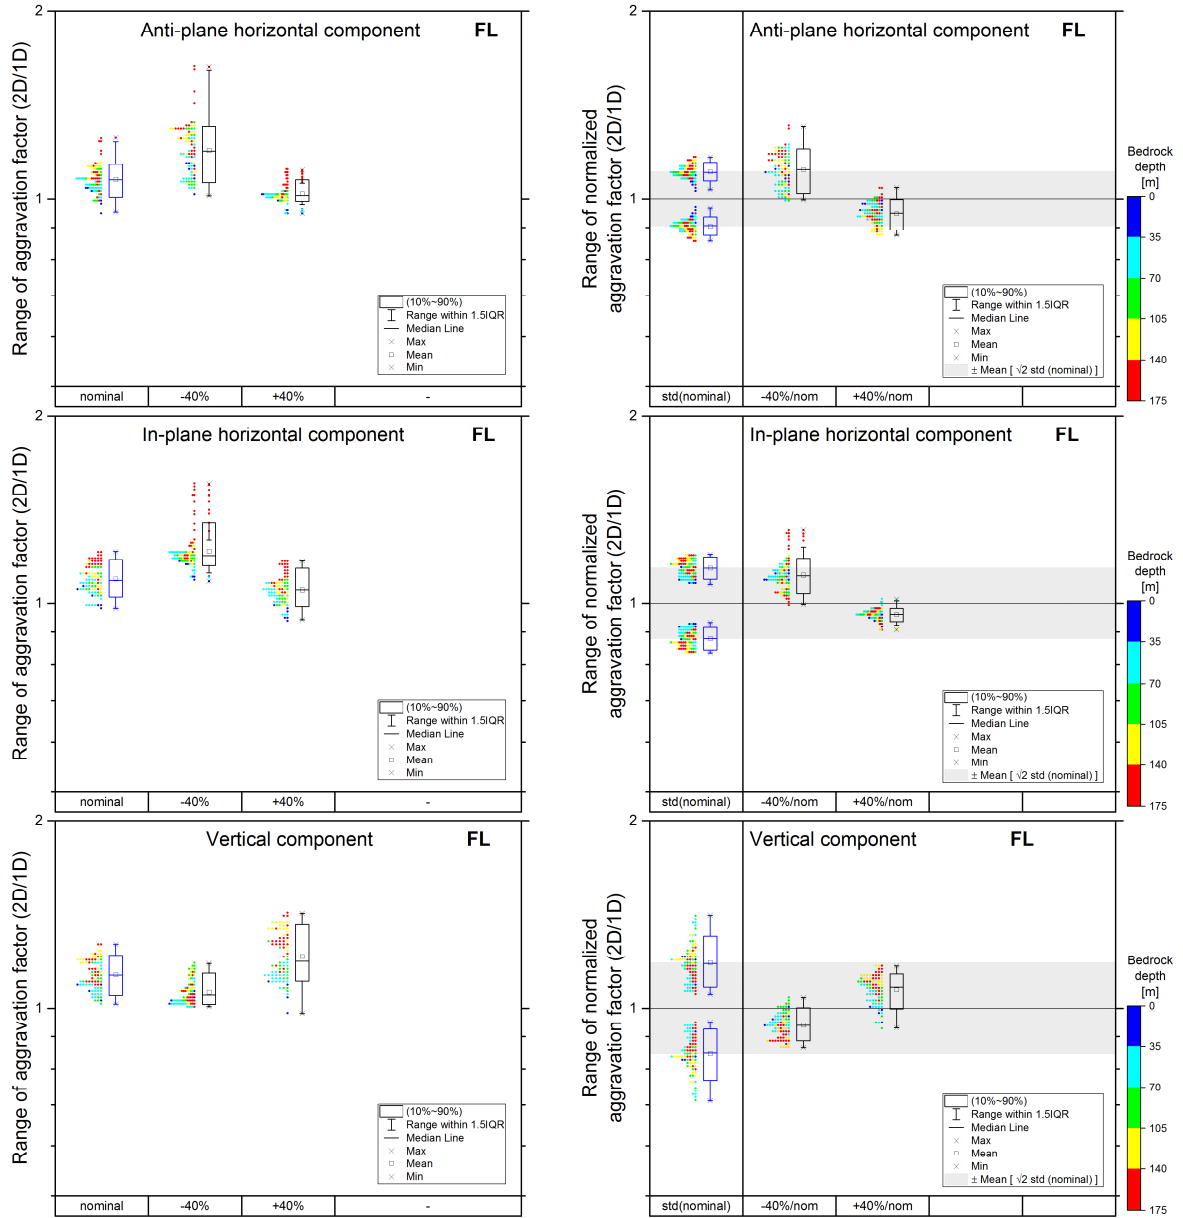 2
Anti-plane horizontal component FL
Range of aggravation factor (2D/1D)
1
(10%~90%)
Range within 1.5IQR
Median Line
Max
Mean
Min
nominal -40% +40% -
2
Anti-plane horizontal component FL
Range of normalized
aggravation factor (2D/1D)
1
(10%~90%)
Range within 1.5IQR
Median Line
Max
Mean
Min
± Mean [ √2 std (nominal) ]
std(nominal) -40%/nom +40%/nom
Bedrock
depth
[m]
0
35
70
105
140
175
2
In-plane horizontal component FL
Range of aggravation factor (2D/1D)
1
(10%~90%)
Range within 1.5IQR
Median Line
Max
Mean
Min
nominal -40% +40% -
2
In-plane horizontal component FL
Range of normalized
aggravation factor (2D/1D)
1
(10%~90%)
Range within 1.5IQR
Median Line
Max
Mean
Min
± Mean [ √2 std (nominal) ]
std(nominal) -40%/nom +40%/nom
Bedrock
depth
[m]
0
35
70
105
140
175
2
Vertical component FL
Range of aggravation factor (2D/1D)
1
(10%~90%)
Range within 1.5IQR
Median Line
Max
Mean
Min
nominal -40% +40% -
2
Vertical component FL
Range of normalized
aggravation factor (2D/1D)
1
(10%~90%)
Range within 1.5IQR
Median Line
Max
Mean
Min
± Mean [ √2 std (nominal) ]
std(nominal) -40%/nom +40%/nom
Bedrock
depth
[m]
0
35
70
105
140
175